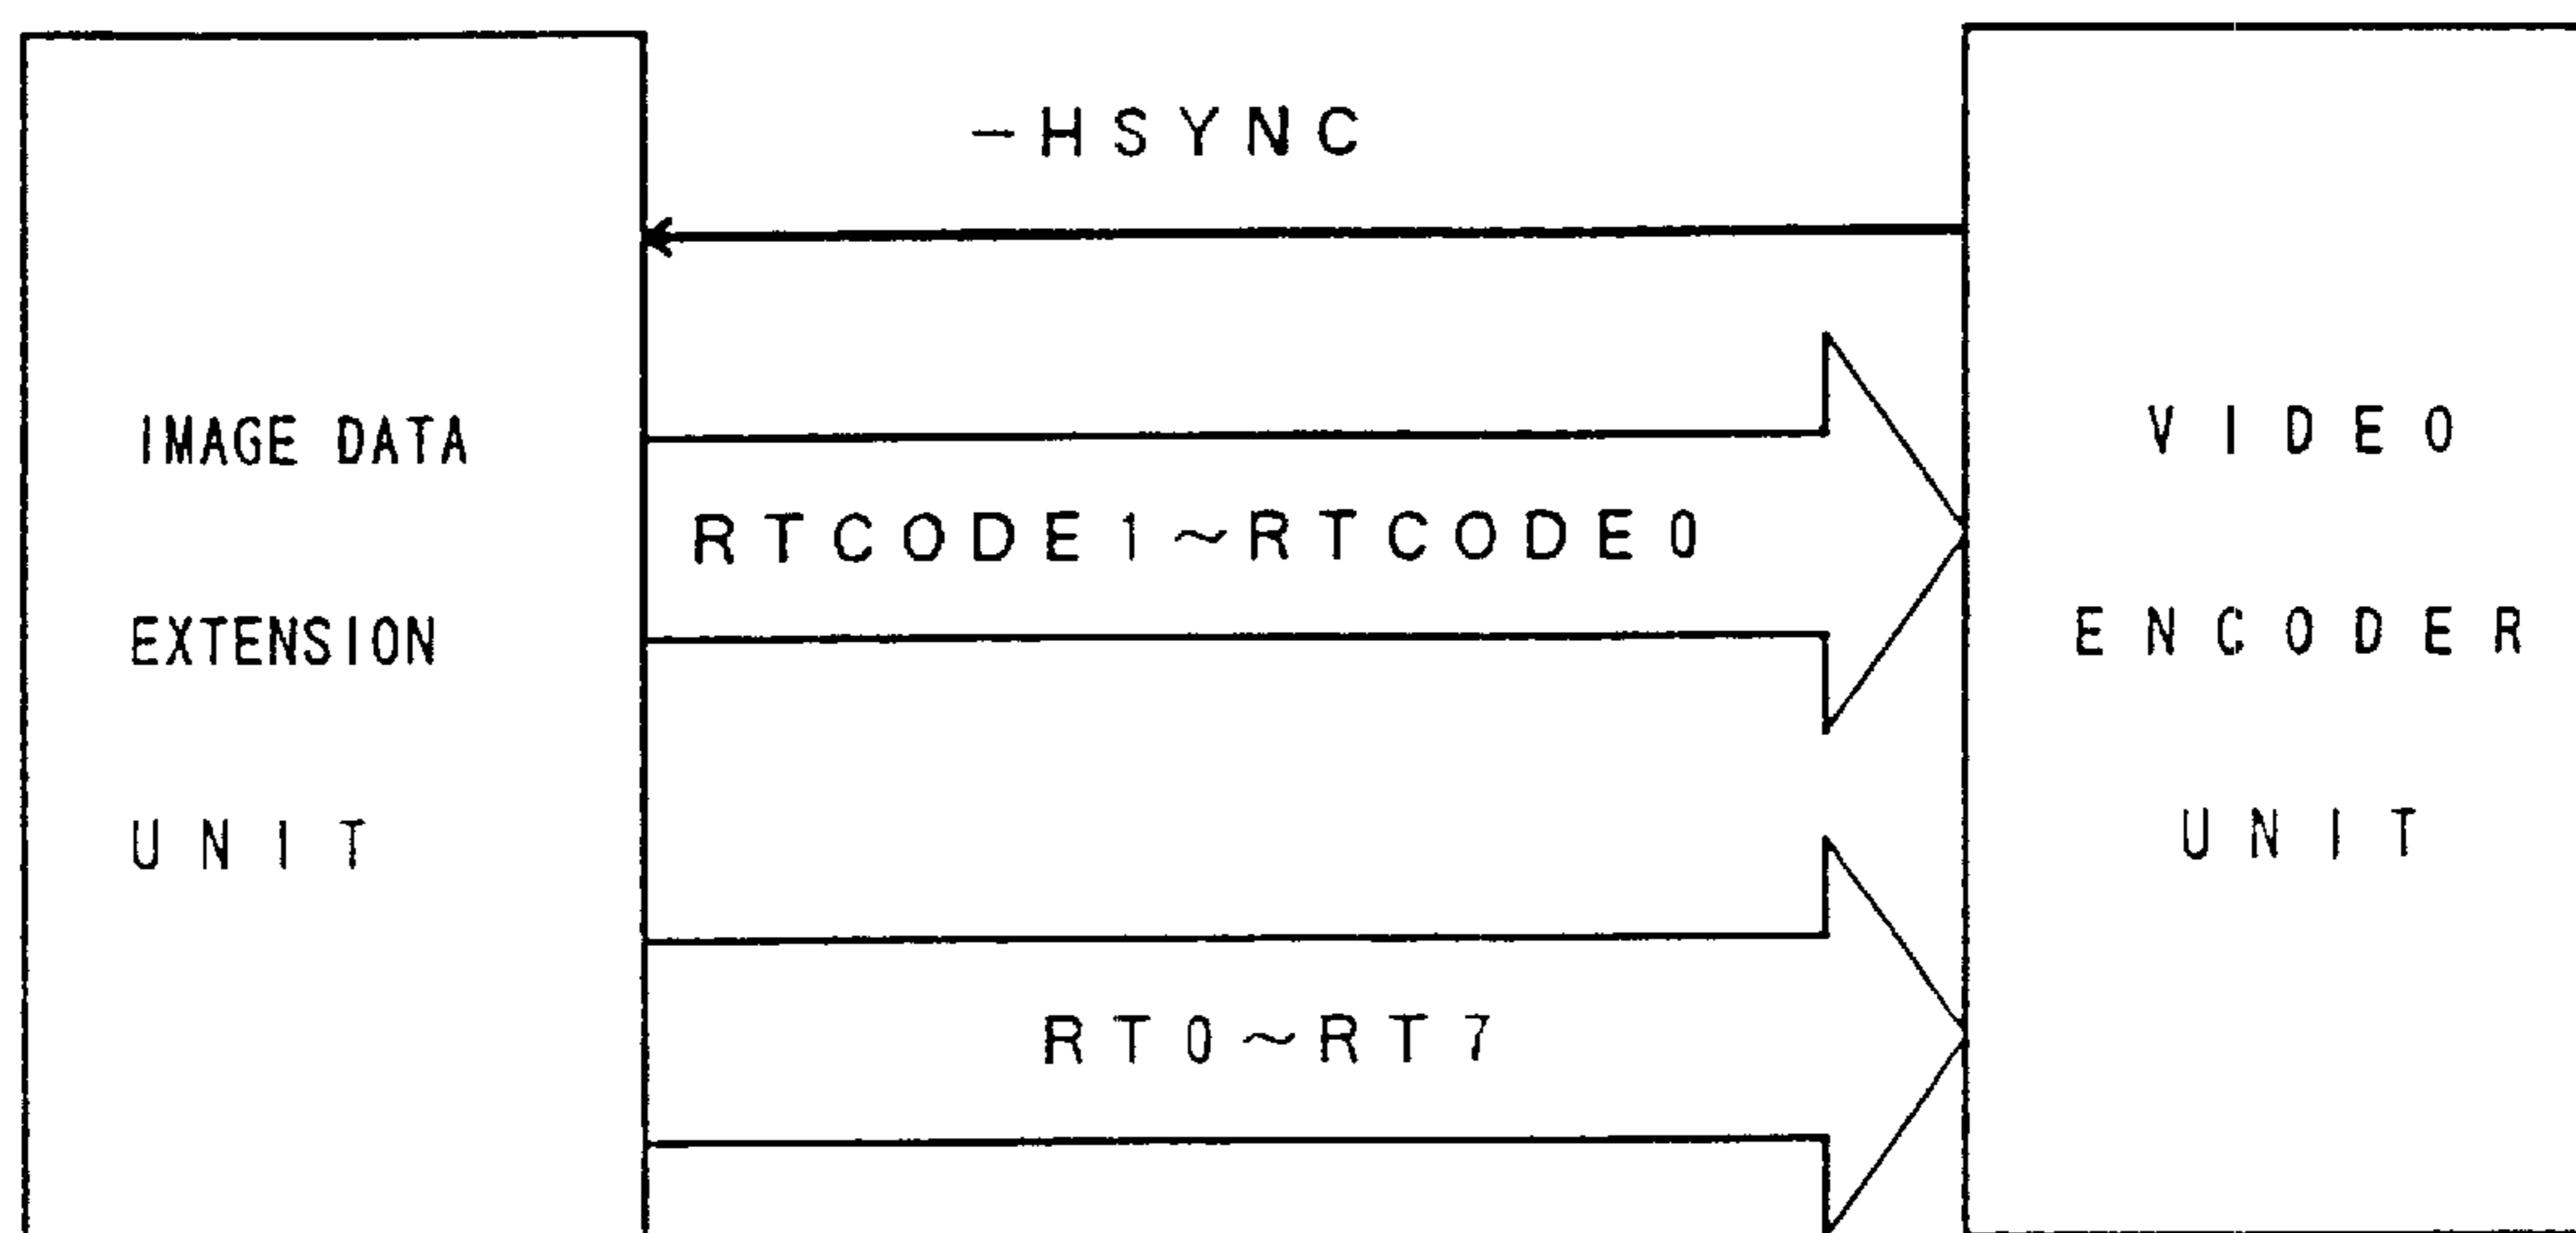 －HSYNC
IMAGE DATA
EXTENSION
UNIT
RTCODE1～RTCODE0
RT0～RT7
VIDEO
ENCODER
UNIT